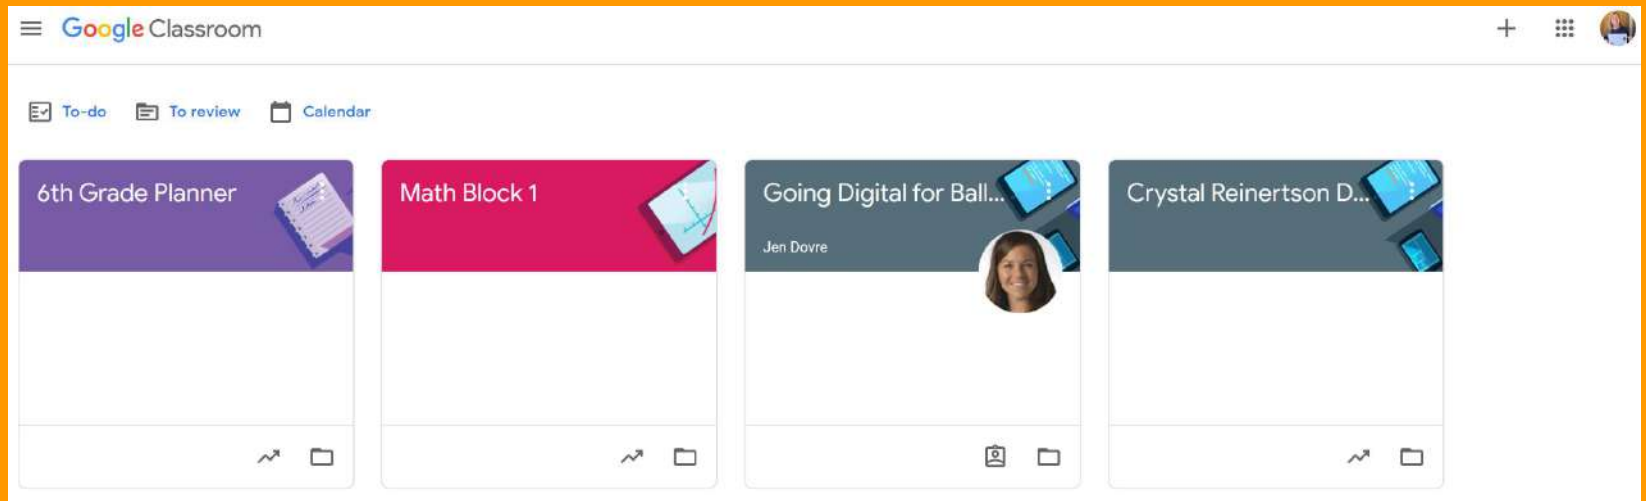 Google Classroom
To-do To review Calendar
6th Grade Planner
Math Block 1
Going Digital for Ball...
Jen Dovre
Crystal Reinertson D...